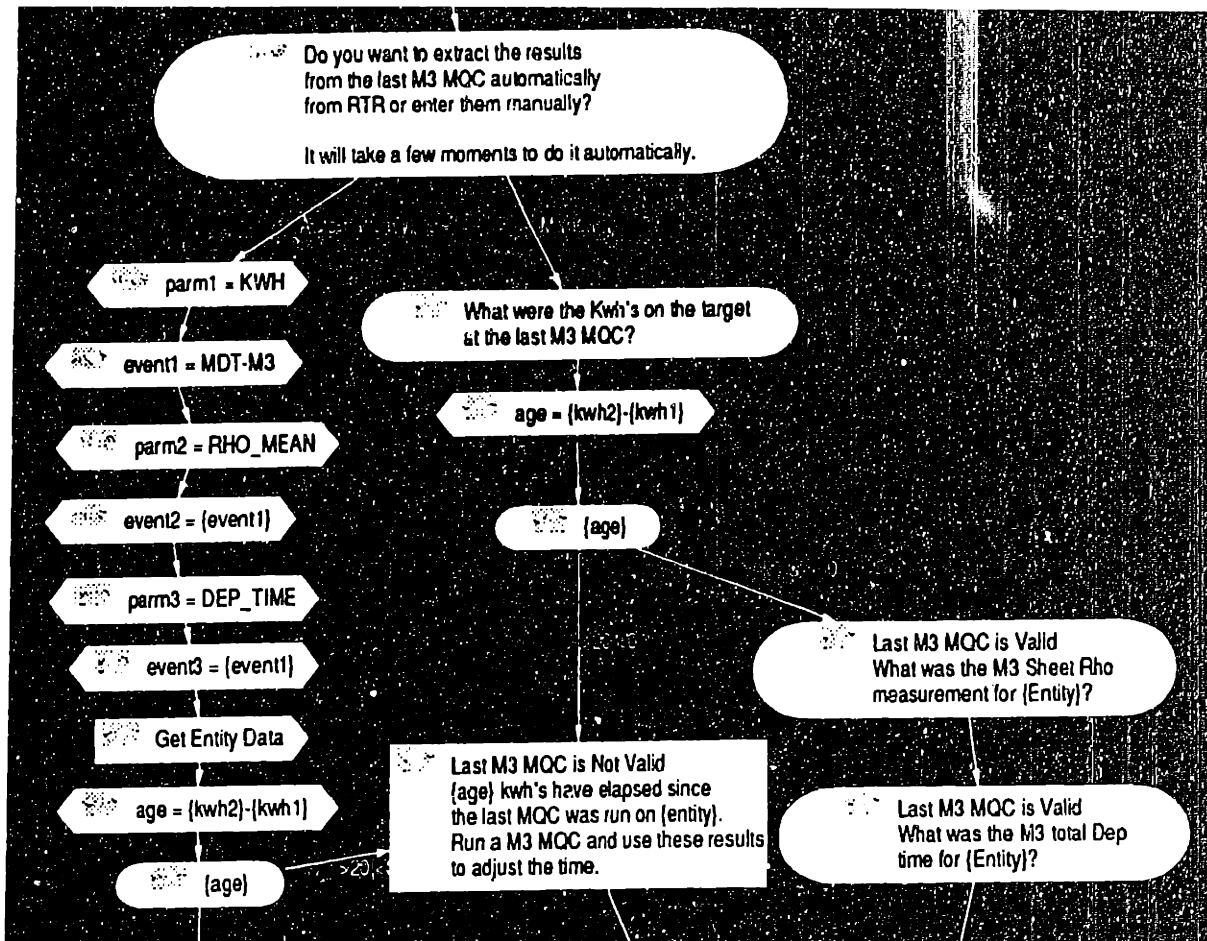 Do you want to extract the results
from the last M3 MQC automatically
from RTR or enter them manually?
It will take a few moments to do it automatically.
parm1 = KWH
event1 = MDT-M3
parm2 = RHO_MEAN
event2 = {event1}
parm3 = DEP_TIME
event3 = {event1}
Get Entity Data
age = {kwh2}-{kwh1}
{age}
What were the Kwh's on the target
at the last M3 MQC?
age = {kwh2}-{kwh1}
{age}
Last M3 MQC is Not Valid
{age} kwh's have elapsed since
the last MQC was run on {entity}.
Run a M3 MQC and use these results
to adjust the time.
Last M3 MQC is Valid
What was the M3 Sheet Rho
measurement for {Entity}?
Last M3 MQC is Valid
What was the M3 total Dep
time for {Entity}?